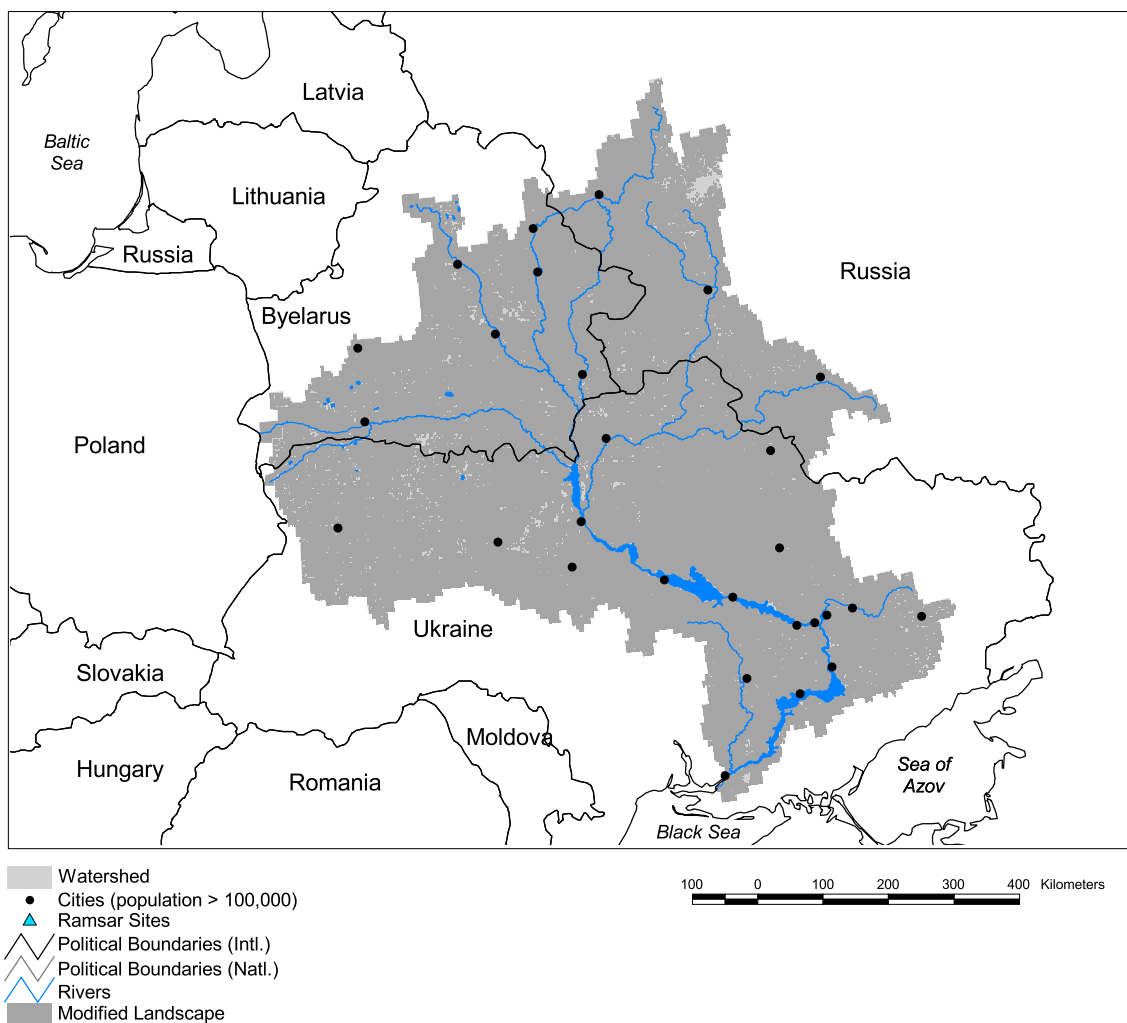 Latvia
Baltic
Sea
Lithuania
Russia
Russia
Byelarus
Poland
Ukraine
Slovakia
Moldova
Hungary
Romania
Sea of
Azov
Black Sea
Watershed
Cities (population > 100,000)
Ramsar Sites
Political Boundaries (Intl.)
Political Boundaries (Natl.)
Rivers
Modified Landscape
100 0 100 200 300 400 Kilometers